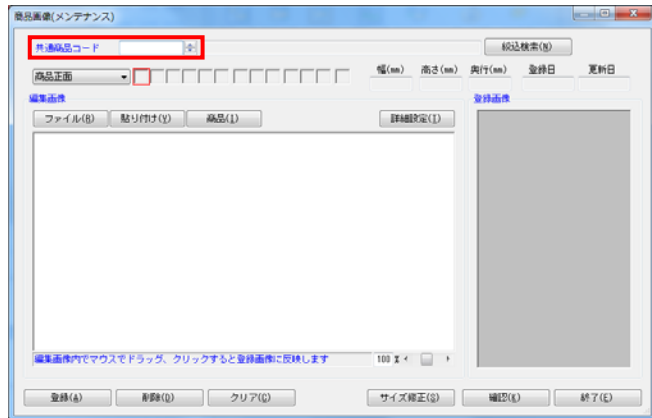 商品画像(メンテナンス)
共通商品コード 絞込検索(N)
商品正面 幅(mm) 高さ(mm) 奥行(mm) 登録日 更新日
編集画像 登録画像
ファイル(B) 貼り付け(Y) 商品(I) 詳細設定(T)
編集画像内でマウスでドラッグ、クリックすると登録画像に反映します 100 %
登録(A) 削除(D) クリア(C) サイズ修正(S) 確認(K) 終了(E)